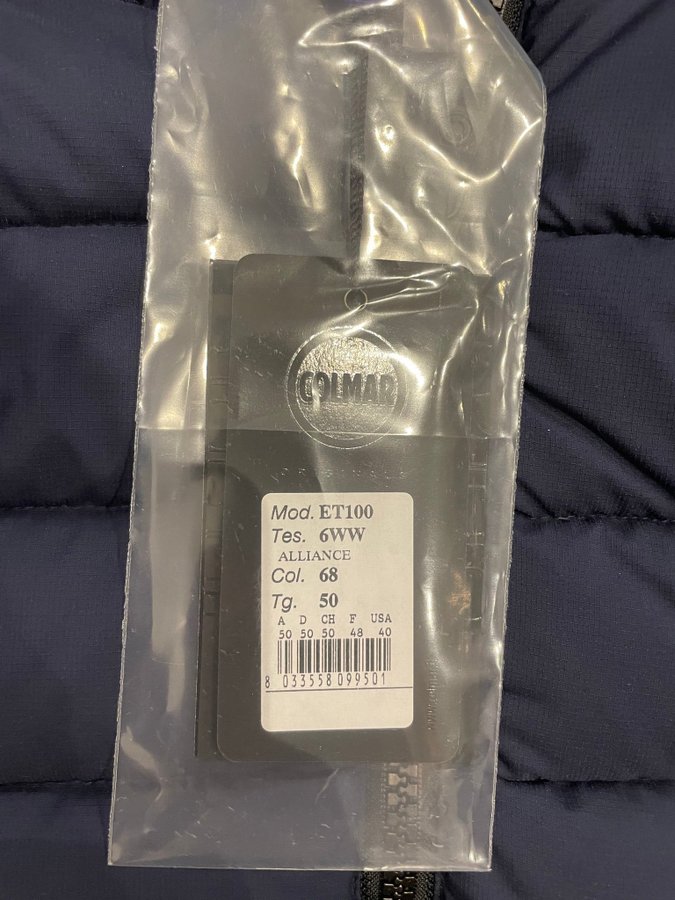 COLMAR
Mod. ET100
Tes. 6WW
ALLIANCE
Col. 68
Tg. 50
A D CH F USA
50 50 50 48 40
8 033558 099501